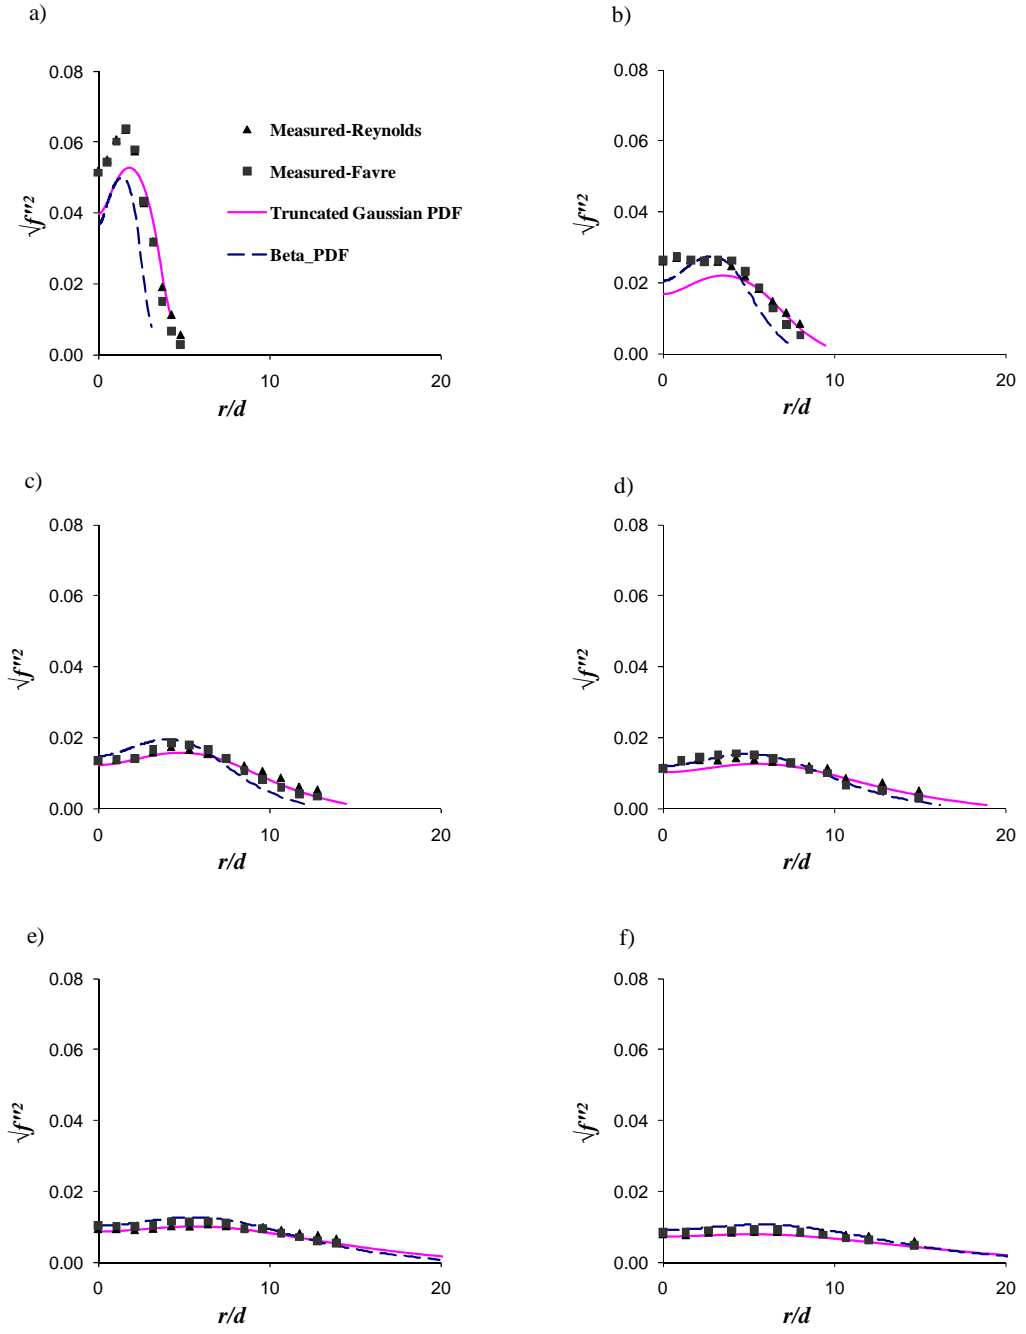 a)
0.08
0.06
0.04
0.02
0.00
√f″²
0
10
20
r/d
Measured-Reynolds
Measured-Favre
Truncated Gaussian PDF
Beta_PDF
b)
0.08
0.06
0.04
0.02
0.00
√f″²
0
10
20
r/d
c)
0.08
0.06
0.04
0.02
0.00
√f″²
0
10
20
r/d
d)
0.08
0.06
0.04
0.02
0.00
√f″²
0
10
20
r/d
e)
0.08
0.06
0.04
0.02
0.00
√f″²
0
10
20
r/d
f)
0.08
0.06
0.04
0.02
0.00
√f″²
0
10
20
r/d